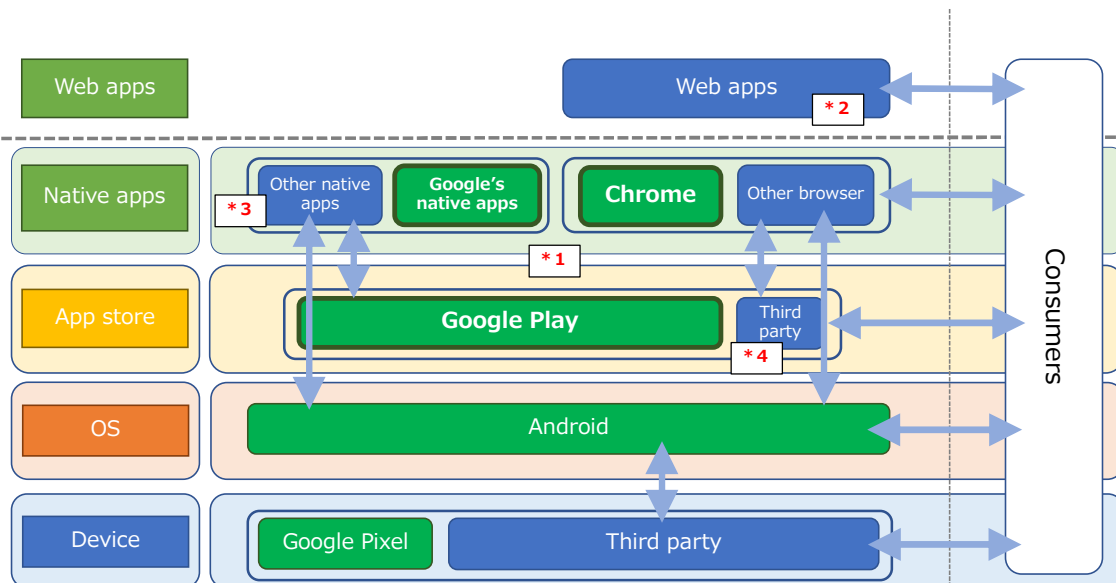 Web apps
Web apps
*2
Native apps
Other native
apps
Google's
native apps
Chrome
Other browser
*3
*1
App store
Google Play
Third
party
*4
OS
Android
Device
Google Pixel
Third party
Consumers